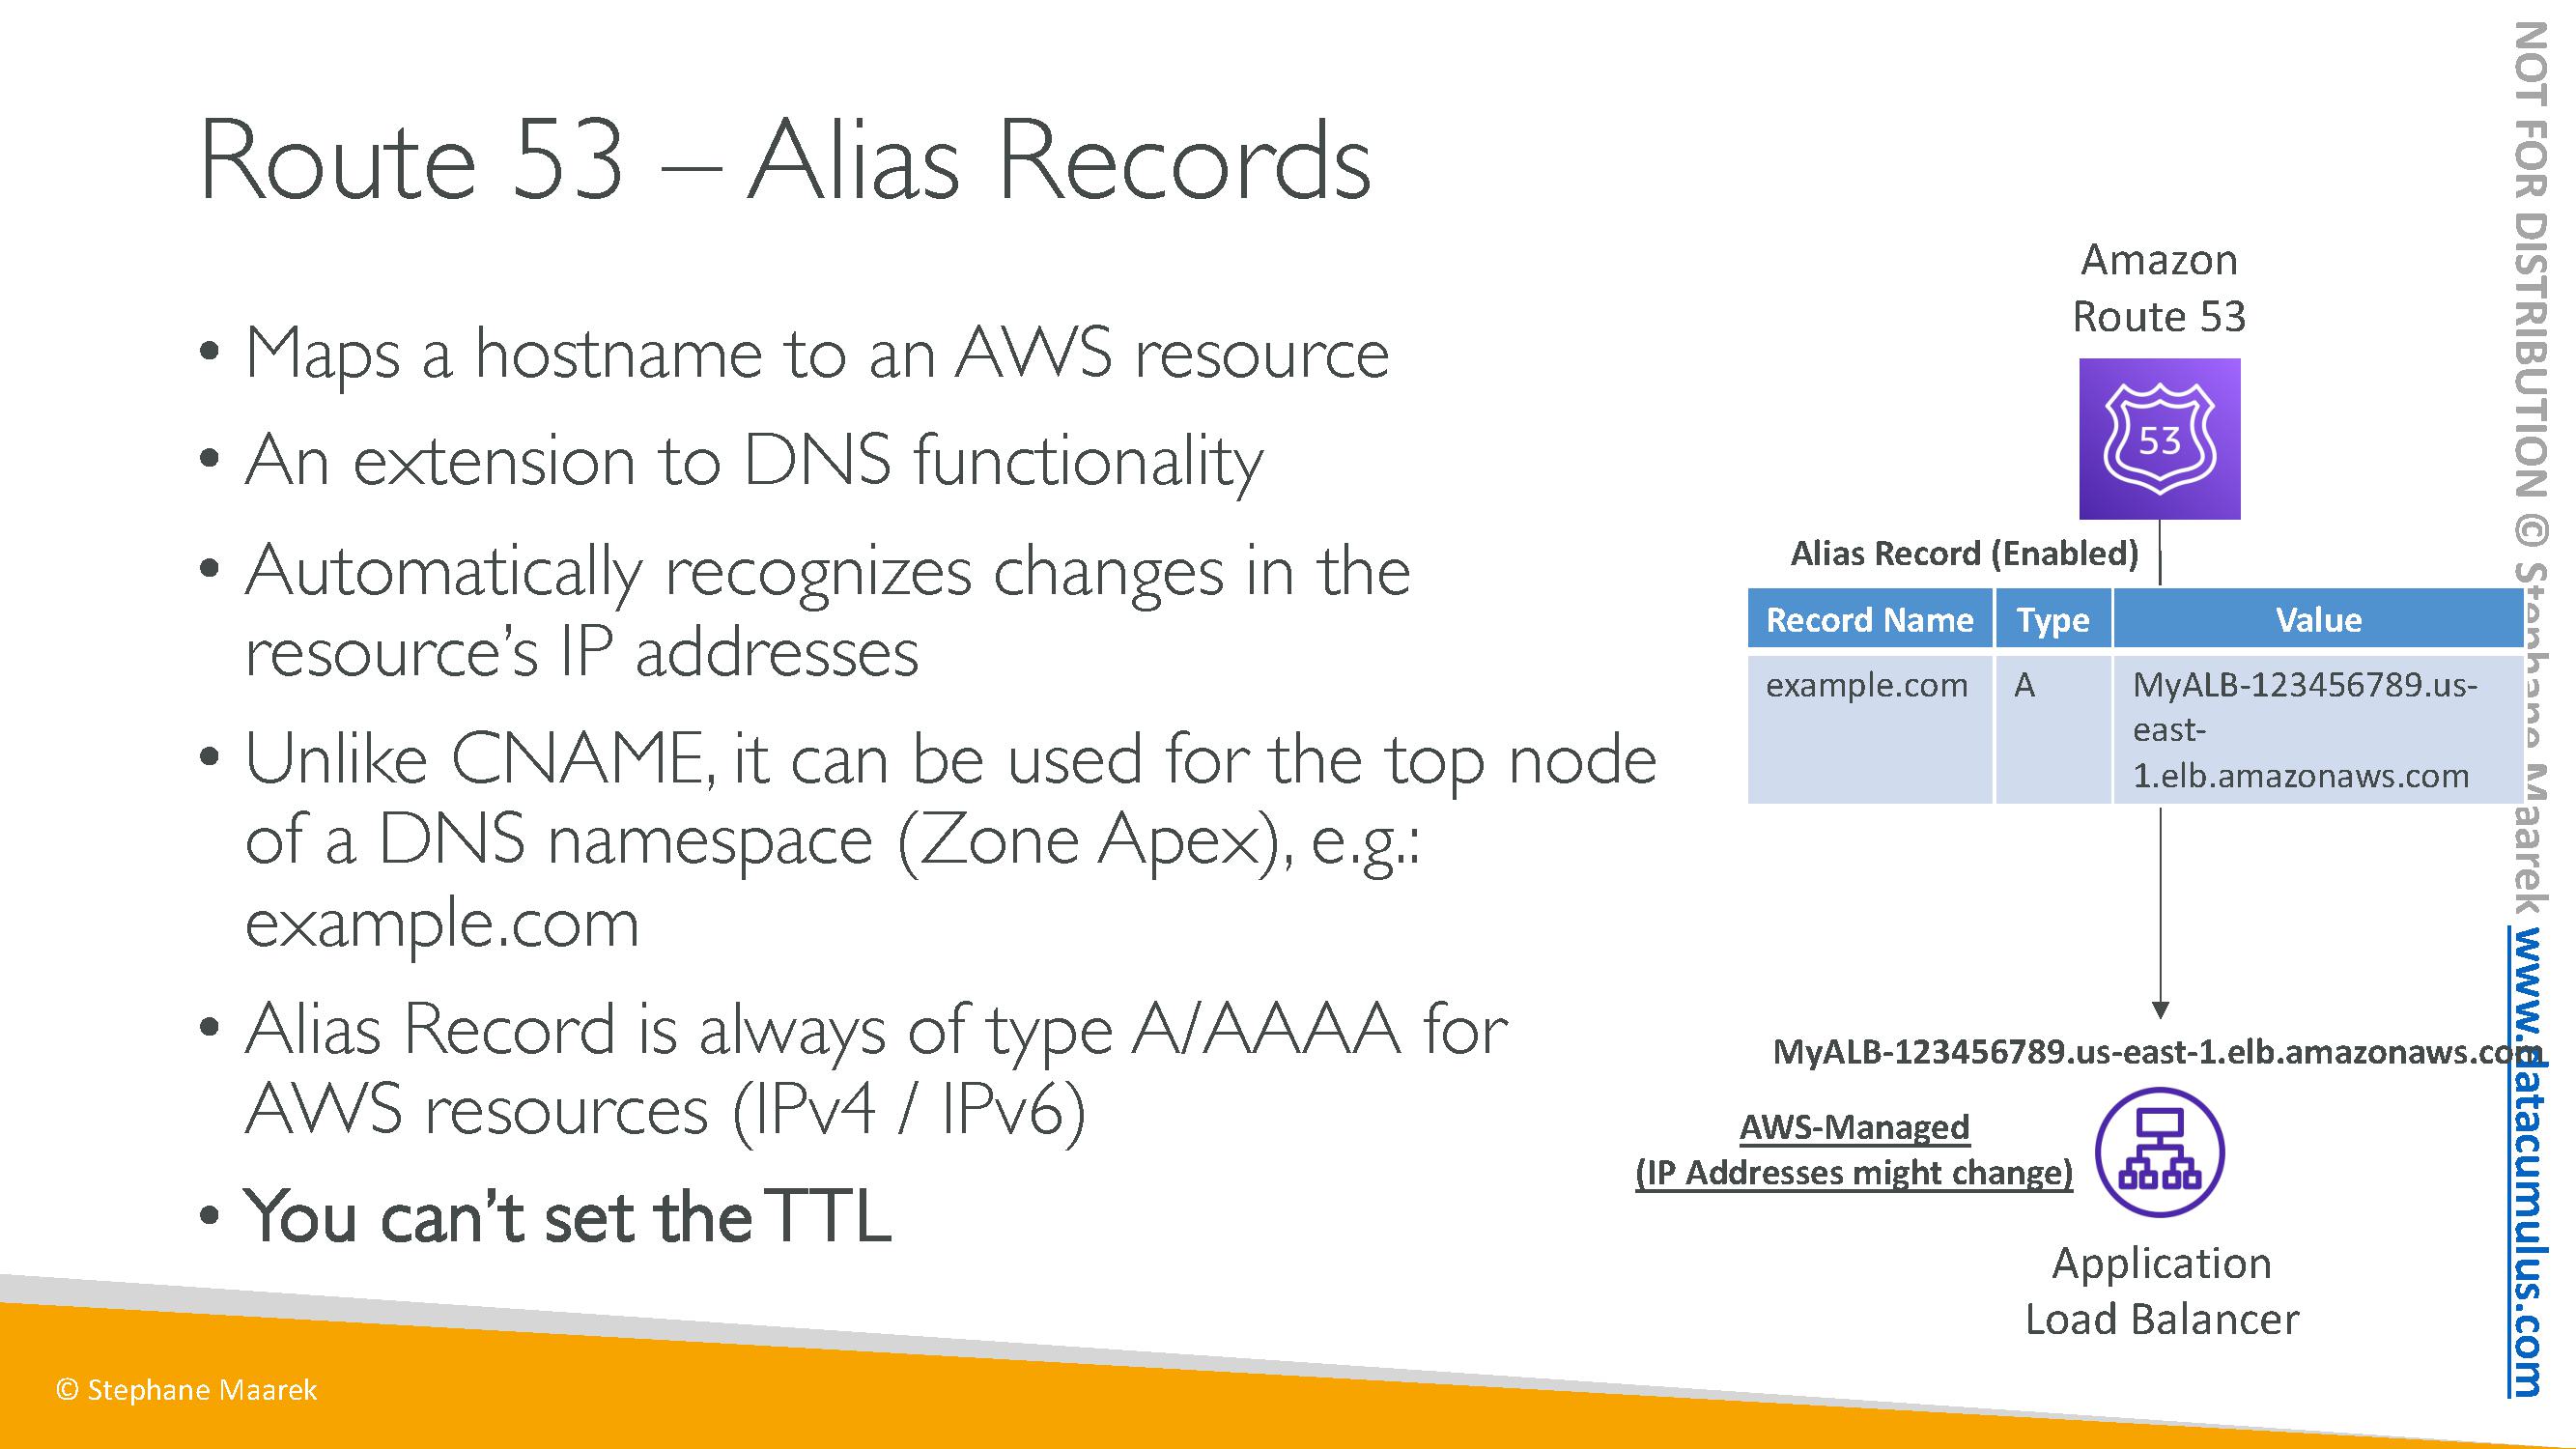 Route 53 – Alias Records
• Maps a hostname to an AWS resource
• An extension to DNS functionality
• Automatically recognizes changes in the
resource’s IP addresses
• Unlike CNAME, it can be used for the top node
of a DNS namespace (Zone Apex), e.g.:
example.com
• Alias Record is always of type A/AAAA for
AWS resources (IPv4 / IPv6)
• You can’t set the TTL
Amazon
Route 53
53
Alias Record (Enabled)
Record Name Type Value
example.com A MyALB-123456789.us-
east-
1.elb.amazonaws.com
MyALB-123456789.us-east-1.elb.amazonaws.com
AWS-Managed
(IP Addresses might change)
Application
Load Balancer
© Stephane Maarek
NOT FOR DISTRIBUTION © Stephane Maarek www.datacumulus.com